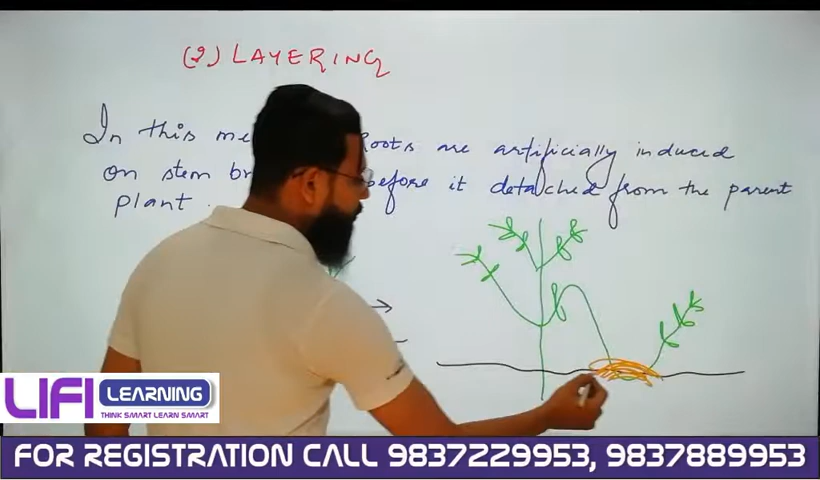 (2) LAYERING
In this me Roots are artificially induced
on stem br before it detached from the parent
plant.
LIFI LEARNING
THINK SMART LEARN SMART
FOR REGISTRATION CALL 9837229953, 9837889953